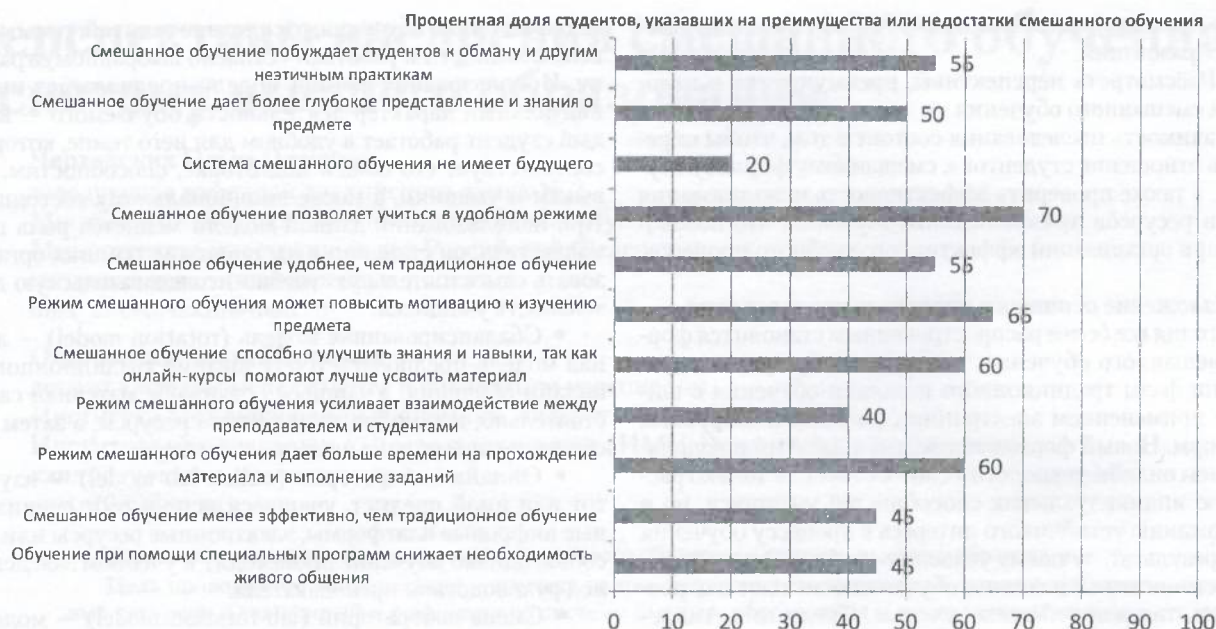 Процентная доля студентов, указавших на преимущества или недостатки смешанного обучения
Смешанное обучение побуждает студентов к обману и другим
неэтичным практикам
55
Смешанное обучение дает более глубокое представление и знания о
предмете
50
Система смешанного обучения не имеет будущего
20
Смешанное обучение позволяет учиться в удобном режиме
70
Смешанное обучение удобнее, чем традиционное обучение
55
Режим смешанного обучения может повысить мотивацию к изучению
предмета
65
Смешанное обучение способно улучшить знания и навыки, так как
онлайн-курсы предлагают лучшие материалы
60
Режим смешанного обучения усиливает взаимодействие между
преподавателем и студентами
40
Режим смешанного обучения дает больше времени на прохождение
материала и выполнение заданий
60
Смешанное обучение менее эффективно, чем традиционное обучение
45
Обучение при помощи специальных программ снижает необходимость
живого общения
45
0 10 20 30 40 50 60 70 80 90 100